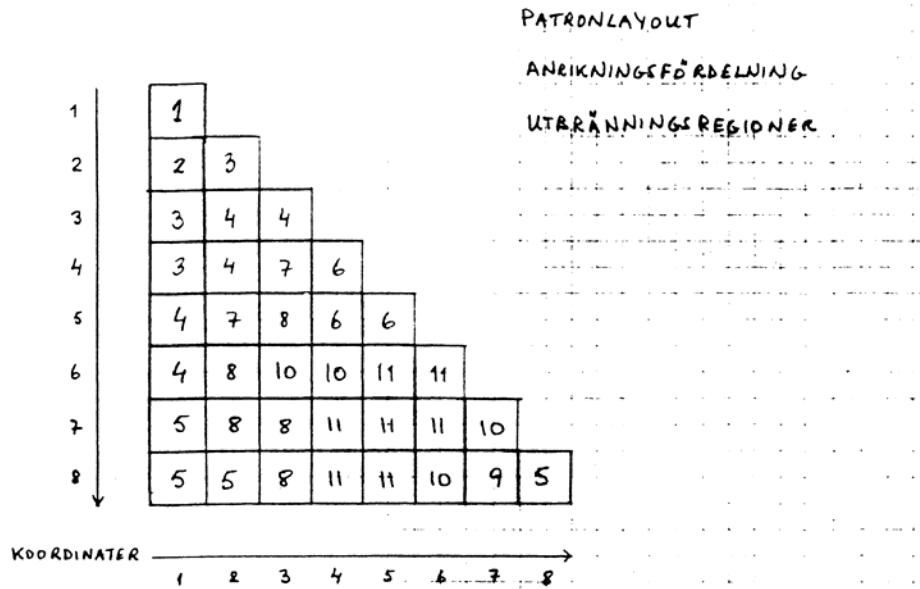 PATRONLAYOUT
ANRIKNINGSFÖRDELNING
UTBRÄNNINGSREGIONER
1 1
2 2 3
3 3 4 4
4 3 4 7 6
5 4 7 8 6 6
6 4 8 10 10 11 11
7 5 8 8 11 11 11 10
8 5 5 8 11 11 10 9 5
KOORDINATER
1 2 3 4 5 6 7 8